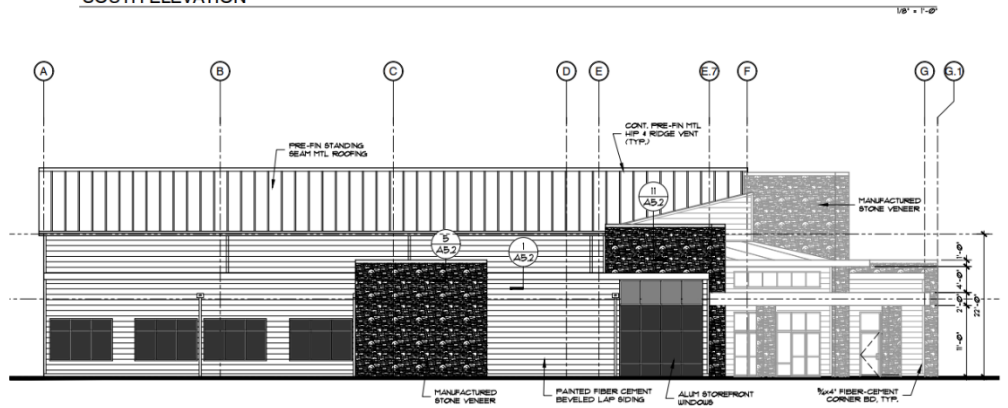 SOUTH ELEVATION
1/8" = 1'-0"
A
B
C
D
E
E.7
F
G
G.1
PRE-FIN STANDING
SEAM MTL ROOFING
CONT. PRE-FIN MTL
HIP & RIDGE VENT
(TYP.)
11
A5.2
MANUFACTURED
STONE VENEER
5
A5.2
1
A5.2
1'-0"
4'-0"
2'-0"
11'-0"
22'-0"
MANUFACTURED
STONE VENEER
PAINTED FIBER CEMENT
BEVELED LAP SIDING
ALUM STOREFRONT
WINDOWS
FIBER-CEMENT
CORNER BD, TYP.